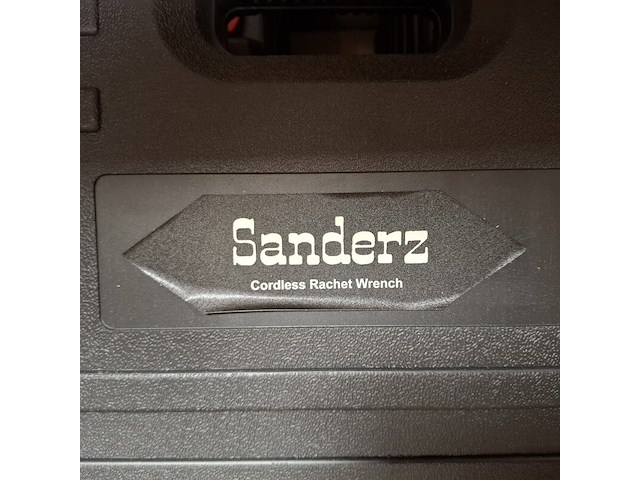 Sanderz
Cordless Rachet Wrench